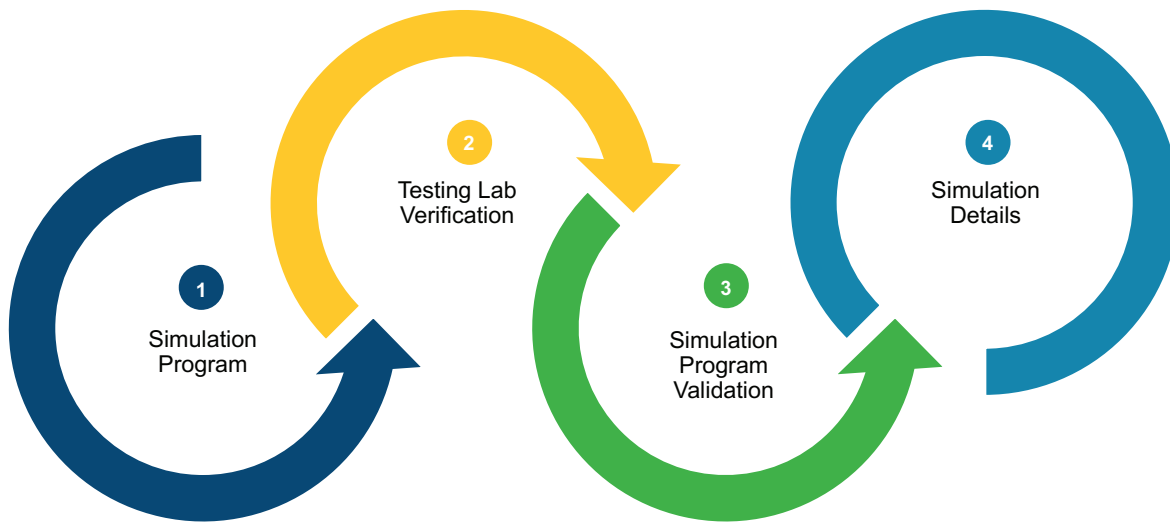 1
Simulation
Program
2
Testing Lab
Verification
3
Simulation
Program
Validation
4
Simulation
Details